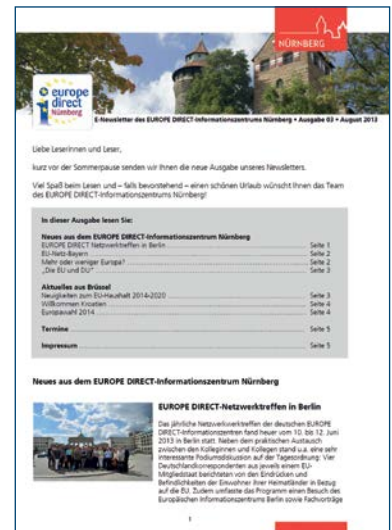 NÜRNBERG
europe
direct
Nürnberg
E-Newsletter des EUROPE DIRECT-Informationszentrums Nürnberg • Ausgabe 03 • August 2013
Liebe Leserinnen und Leser,
kurz vor der Sommerpause senden wir Ihnen die neue Ausgabe unseres Newsletters.
Viel Spaß beim Lesen und – falls bevorstehend – einen schönen Urlaub wünscht Ihnen das Team
des EUROPE DIRECT-Informationszentrums Nürnberg!
In dieser Ausgabe lesen Sie:
Neues aus dem EUROPE DIRECT-Informationszentrum Nürnberg
EUROPE DIRECT Netzwerktreffen in Berlin Seite 1
EU-Netz-Bayern Seite 2
Mehr oder weniger Europa? Seite 2
„Die EU und DU“ Seite 3
Aktuelles aus Brüssel
Neuigkeiten zum EU-Haushalt 2014-2020 Seite 3
Willkommen Kroatien Seite 4
Europawahl 2014 Seite 4
Termine Seite 5
Impressum Seite 5
Neues aus dem EUROPE DIRECT-Informationszentrum Nürnberg
EUROPE DIRECT-Netzwerktreffen in Berlin
Das jährliche Netzwerktreffen der deutschen EUROPE
DIRECT-Informationszentren fand heuer vom 10. bis 12. Juni
2013 in Berlin statt. Neben dem praktischen Austausch
zwischen den Kolleginnen und Kollegen stand u.a. eine sehr
interessante Podiumsdiskussion auf der Tagesordnung: Vier
Deutschlandkorrespondenten aus jeweils einem EU-
Mitgliedstaat berichteten von den Eindrücken und
Befindlichkeiten der Einwohner ihrer Heimatländer in Bezug
auf die EU. Zudem umfasste das Programm einen Besuch des
Europäischen Informationszentrums Berlin sowie Fachvorträge
1